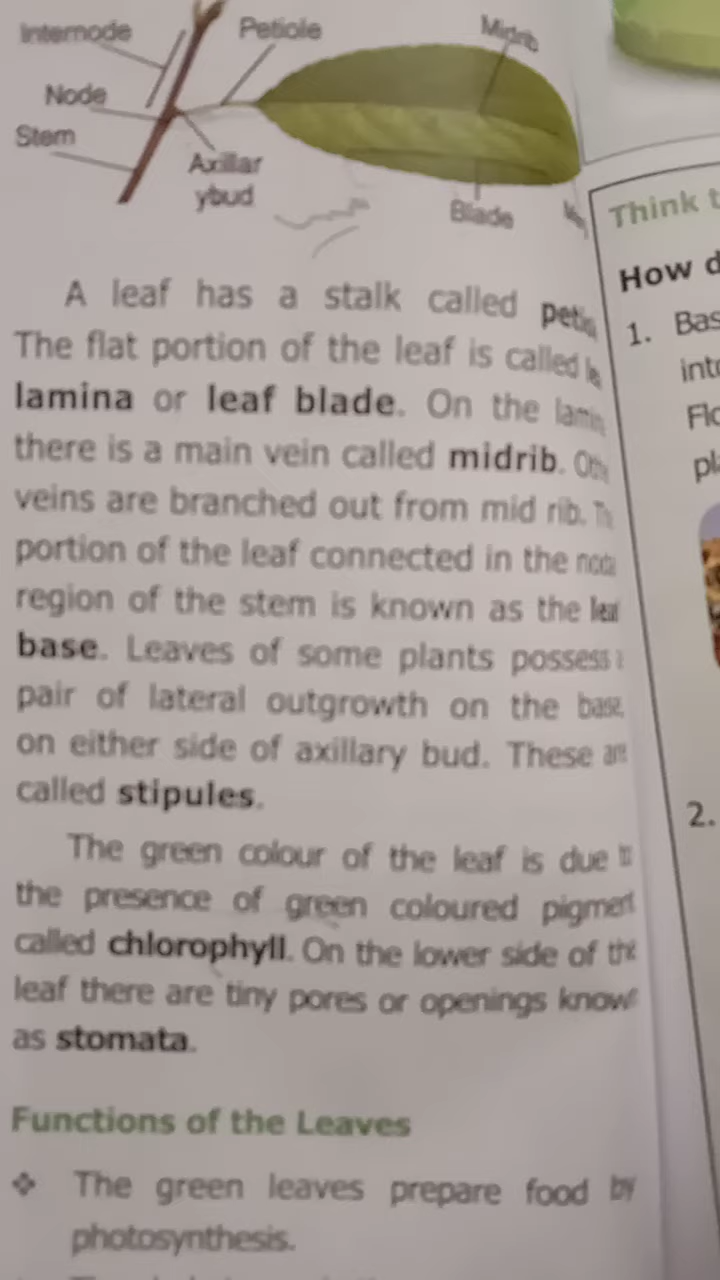 Internode
Petiole
Midrib
Node
Stem
Axillar
ybud
Blade
A leaf has a stalk called
The flat portion of the leaf is called
lamina or leaf blade. On the
there is a main vein called midrib.
veins are branched out from mid rib.
portion of the leaf connected in the
region of the stem is known as the leaf
base. Leaves of some plants possess a
pair of lateral outgrowth on the base,
on either side of axillary bud. These are
called stipules.
The green colour of the leaf is due
the presence of green coloured pigment
called chlorophyll. On the lower side of the
leaf there are tiny pores or openings know
as stomata.
Functions of the Leaves
❖ The green leaves prepare food by
photosynthesis.
Think t
How d
1. Bas
into
Flo
pla
2.